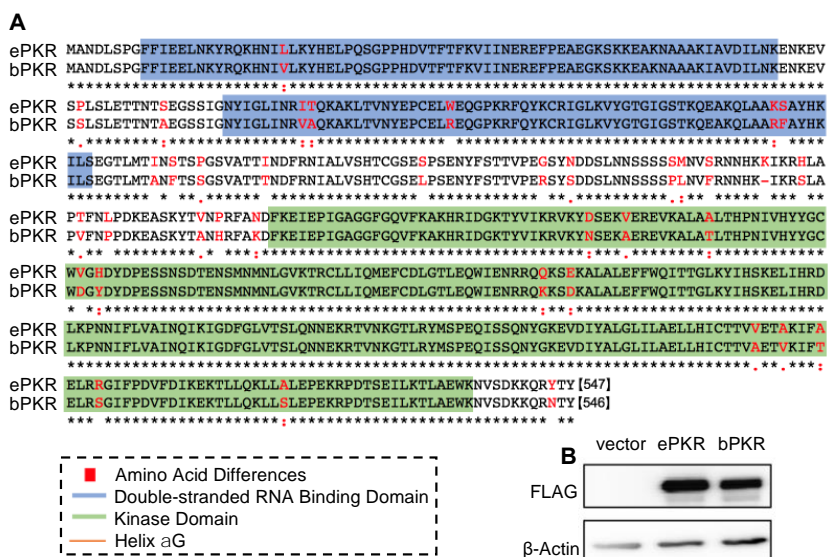 A
ePKR MANDLSPGFFIEELNKYRQKHNILLKYHELPQSGPPHDVTFTFKVIINEREFPEAEGKSKKEAKNAAAKIAVDILNKENKEV
bPKR MANDLSPGFFIEELNKYRQKHNIVLKYHELPQSGPPHDVTFTFKVIINEREFPEAEGKSKKEAKNAAAKIAVDILNKENKEV
ePKR SPLSLETTNTSEGSSIGNYIGLINRITQKAKLTVNYEPCELWEQGPKRFQYKCRIGLKVYGTGIGSTKQEAKQLAAKSAYHK
bPKR SSLSLETTNTAEGSSIGNYIGLINRVAQKAKLTVNYEPCELREQGPKRFQYKCRIGLKVYGTGIGSTKQEAKQLAARFAYHK
ePKR ILSEGTLMTINSTSPGSVATTITNDFRNIALVSHTCGSESPSENYFSTTVPEGSYNDDSLNNSSSSSMNVSRNNHKKIKRHLA
bPKR ILSEGTLMTANFTSSGSVATTTTNDFRNIALVSHTCGSELPSENYFSTTVPERSYSDDSLNNSSSSPLNVFRNNHK-IKRSLA
ePKR PTFNLPDKEASKYTVNPRFANDFKEIEPIGAGGFGQVFKAKHRIDGKTYVIKRVKYDSEKVEREVKALAALTHPNIVHYYGC
bPKR PVFNPPDKEASKYTANHRFAKDFKEIEPIGAGGFGQVFKAKHRIDGKTYVIKRVKYNSEKAEREVKALATLTHPNIVHYYGC
ePKR WVGHDYDPESSNSDTENSMNMNLGVKTRCLLIQMEFCDLGTLEQWIENRRQQKSEKALALEFFWQITTGLKYIHSKELIHRD
bPKR WDGYDYDPESSNSDTENSMNMNLGVKTRCLLIQMEFCDLGTLEQWIENRRQKKSDKALALEFFWQITTGLKYIHSKELIHRD
ePKR LKPNNIFLVAINQIKIGDFGLVTSLQNNEKRTVNKGTLRYMSPEQISSQNYGKEVDIYALGLILAELLHICTTVVETAKIFA
bPKR LKPNNIFLVAINQIKIGDFGLVTSLQNNEKRTVNKGTLRYMSPEQISSQNYGKEVDIYALGLILAELLHICTTVAETVKIFT
ePKR ELRRGIFPDVFDIKEKTLLQKLLALEPEKRPDTSEILKTLAEWKNVSDKKQRYTY【547】
bPKR ELRSGIFPDVFDIKEKTLLQKLLSLEPEKRPDTSEILKTLAEWKNVSDKKQRNTY【546】
Amino Acid Differences
Double-stranded RNA Binding Domain
Kinase Domain
Helix αG
B
vector ePKR bPKR
FLAG
β-Actin